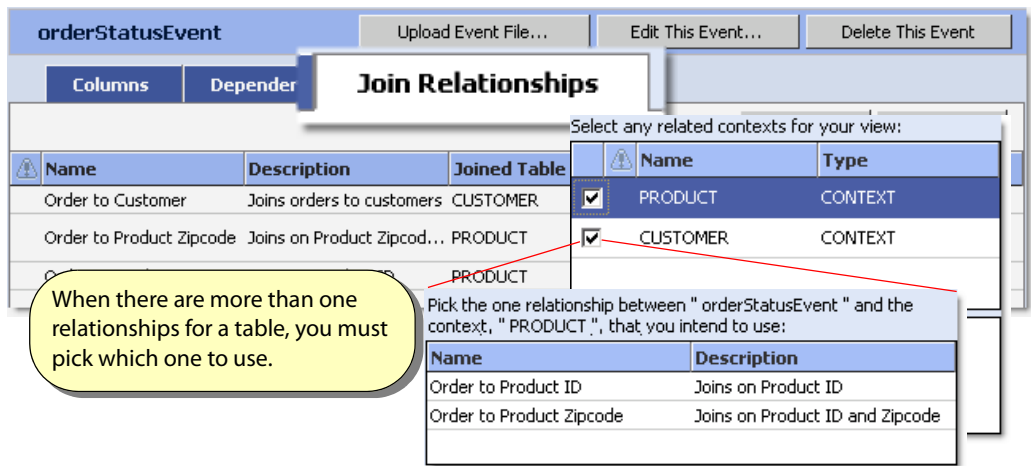 orderStatusEvent Upload Event File... Edit This Event... Delete This Event
Columns Depender Join Relationships
Select any related contexts for your view:
Name Description Joined Table
Name Type
Order to Customer Joins orders to customers CUSTOMER
PRODUCT CONTEXT
Order to Product Zipcode Joins on Product Zipcod... PRODUCT
CUSTOMER CONTEXT
PRODUCT
When there are more than one
relationships for a table, you must
pick which one to use.
Pick the one relationship between " orderStatusEvent " and the
context, " PRODUCT ", that you intend to use:
Name Description
Order to Product ID Joins on Product ID
Order to Product Zipcode Joins on Product ID and Zipcode